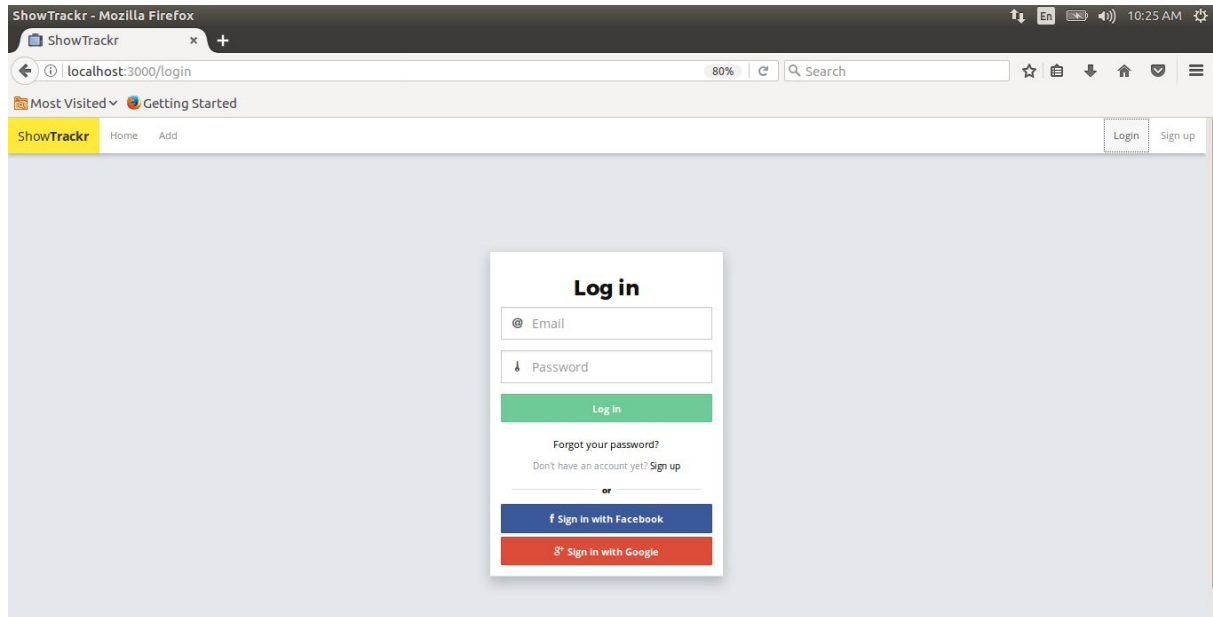 ShowTrackr - Mozilla Firefox En 10:25 AM
ShowTrackr × +
localhost:3000/login 80% Search
Most Visited Getting Started
ShowTrackr Home Add Login Sign up
Log in
@ Email
Password
Log in
Forgot your password?
Don't have an account yet? Sign up
or
f Sign in with Facebook
g+ Sign in with Google